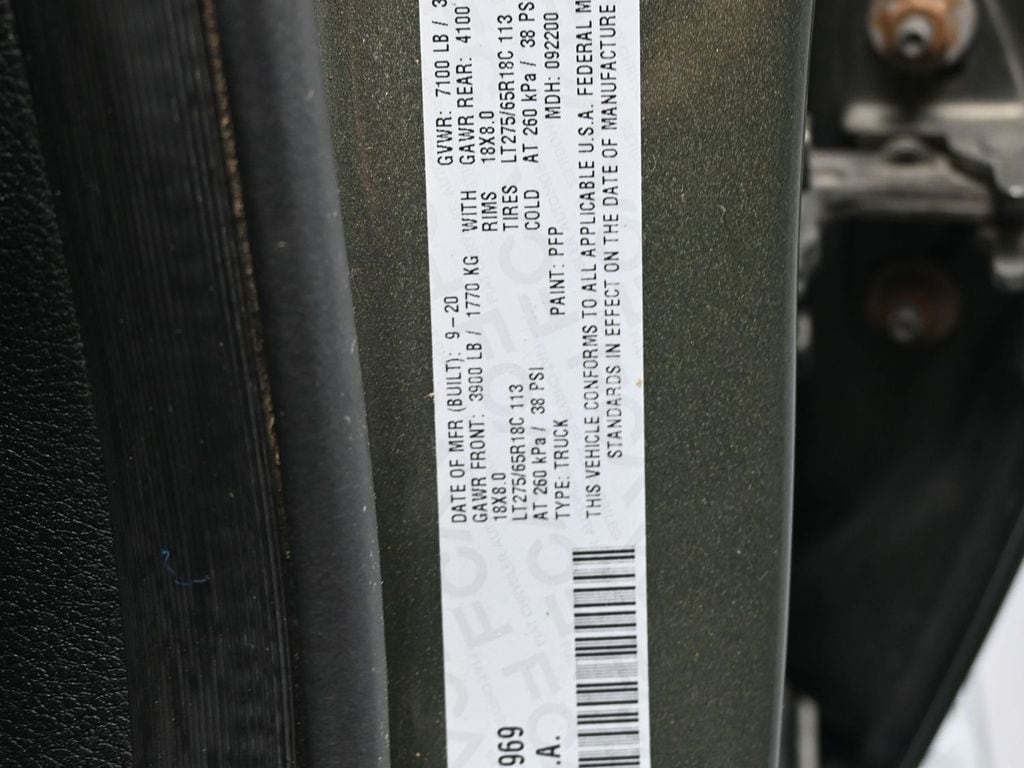 DATE OF MFR (BUILT): 9-20 GVWR: 7100 LB / 3
GAWR FRONT: 3900 LB / 1770 KG WITH GAWR REAR: 4100
18X8.0 RIMS 18X8.0
LT275/65R18C 113 TIRES LT275/65R18C 113
AT 260 kPa / 38 PSI COLD AT 260 kPa / 38 PS
TYPE: TRUCK PAINT: PFP MDH: 092200
THIS VEHICLE CONFORMS TO ALL APPLICABLE U.S.A. FEDERAL M
STANDARDS IN EFFECT ON THE DATE OF MANUFACTURE
969
.A.